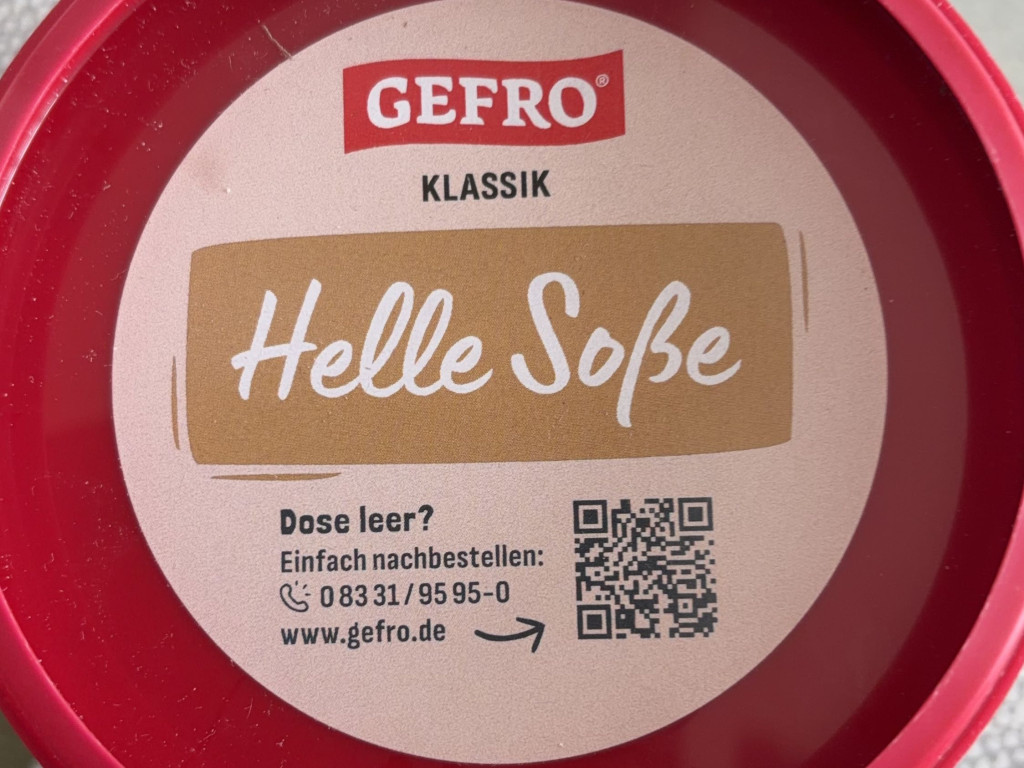 GEFRO®
KLASSIK
Helle Soße
Dose leer?
Einfach nachbestellen:
0 83 31 / 95 95-0
www.gefro.de